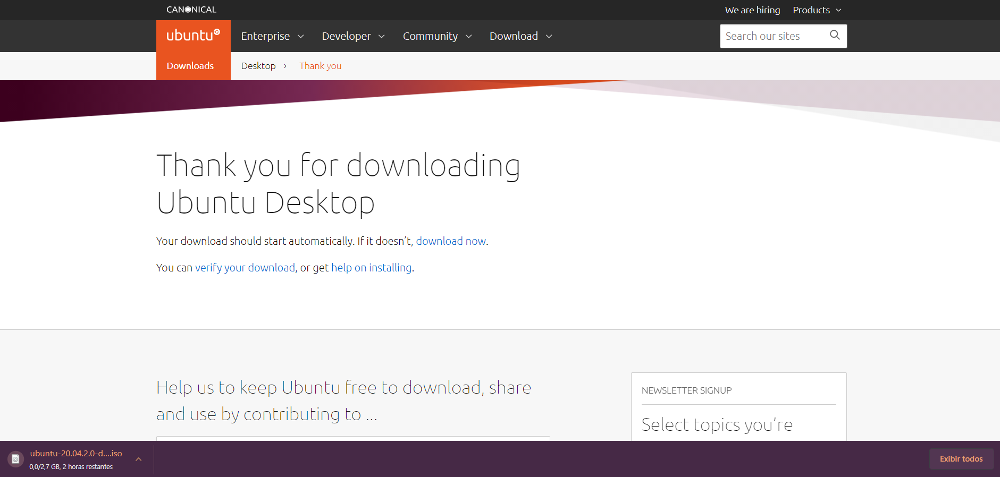 CANONICAL
We are hiring Products
ubuntu
Enterprise Developer Community Download
Search our sites
Downloads
Desktop › Thank you
Thank you for downloading
Ubuntu Desktop
Your download should start automatically. If it doesn’t, download now.
You can verify your download, or get help on installing.
Help us to keep Ubuntu free to download, share
and use by contributing to ...
NEWSLETTER SIGNUP
Select topics you’re
ubuntu-20.04.2.0-d....iso
0,0/2,7 GB, 2 horas restantes
Exibir todos